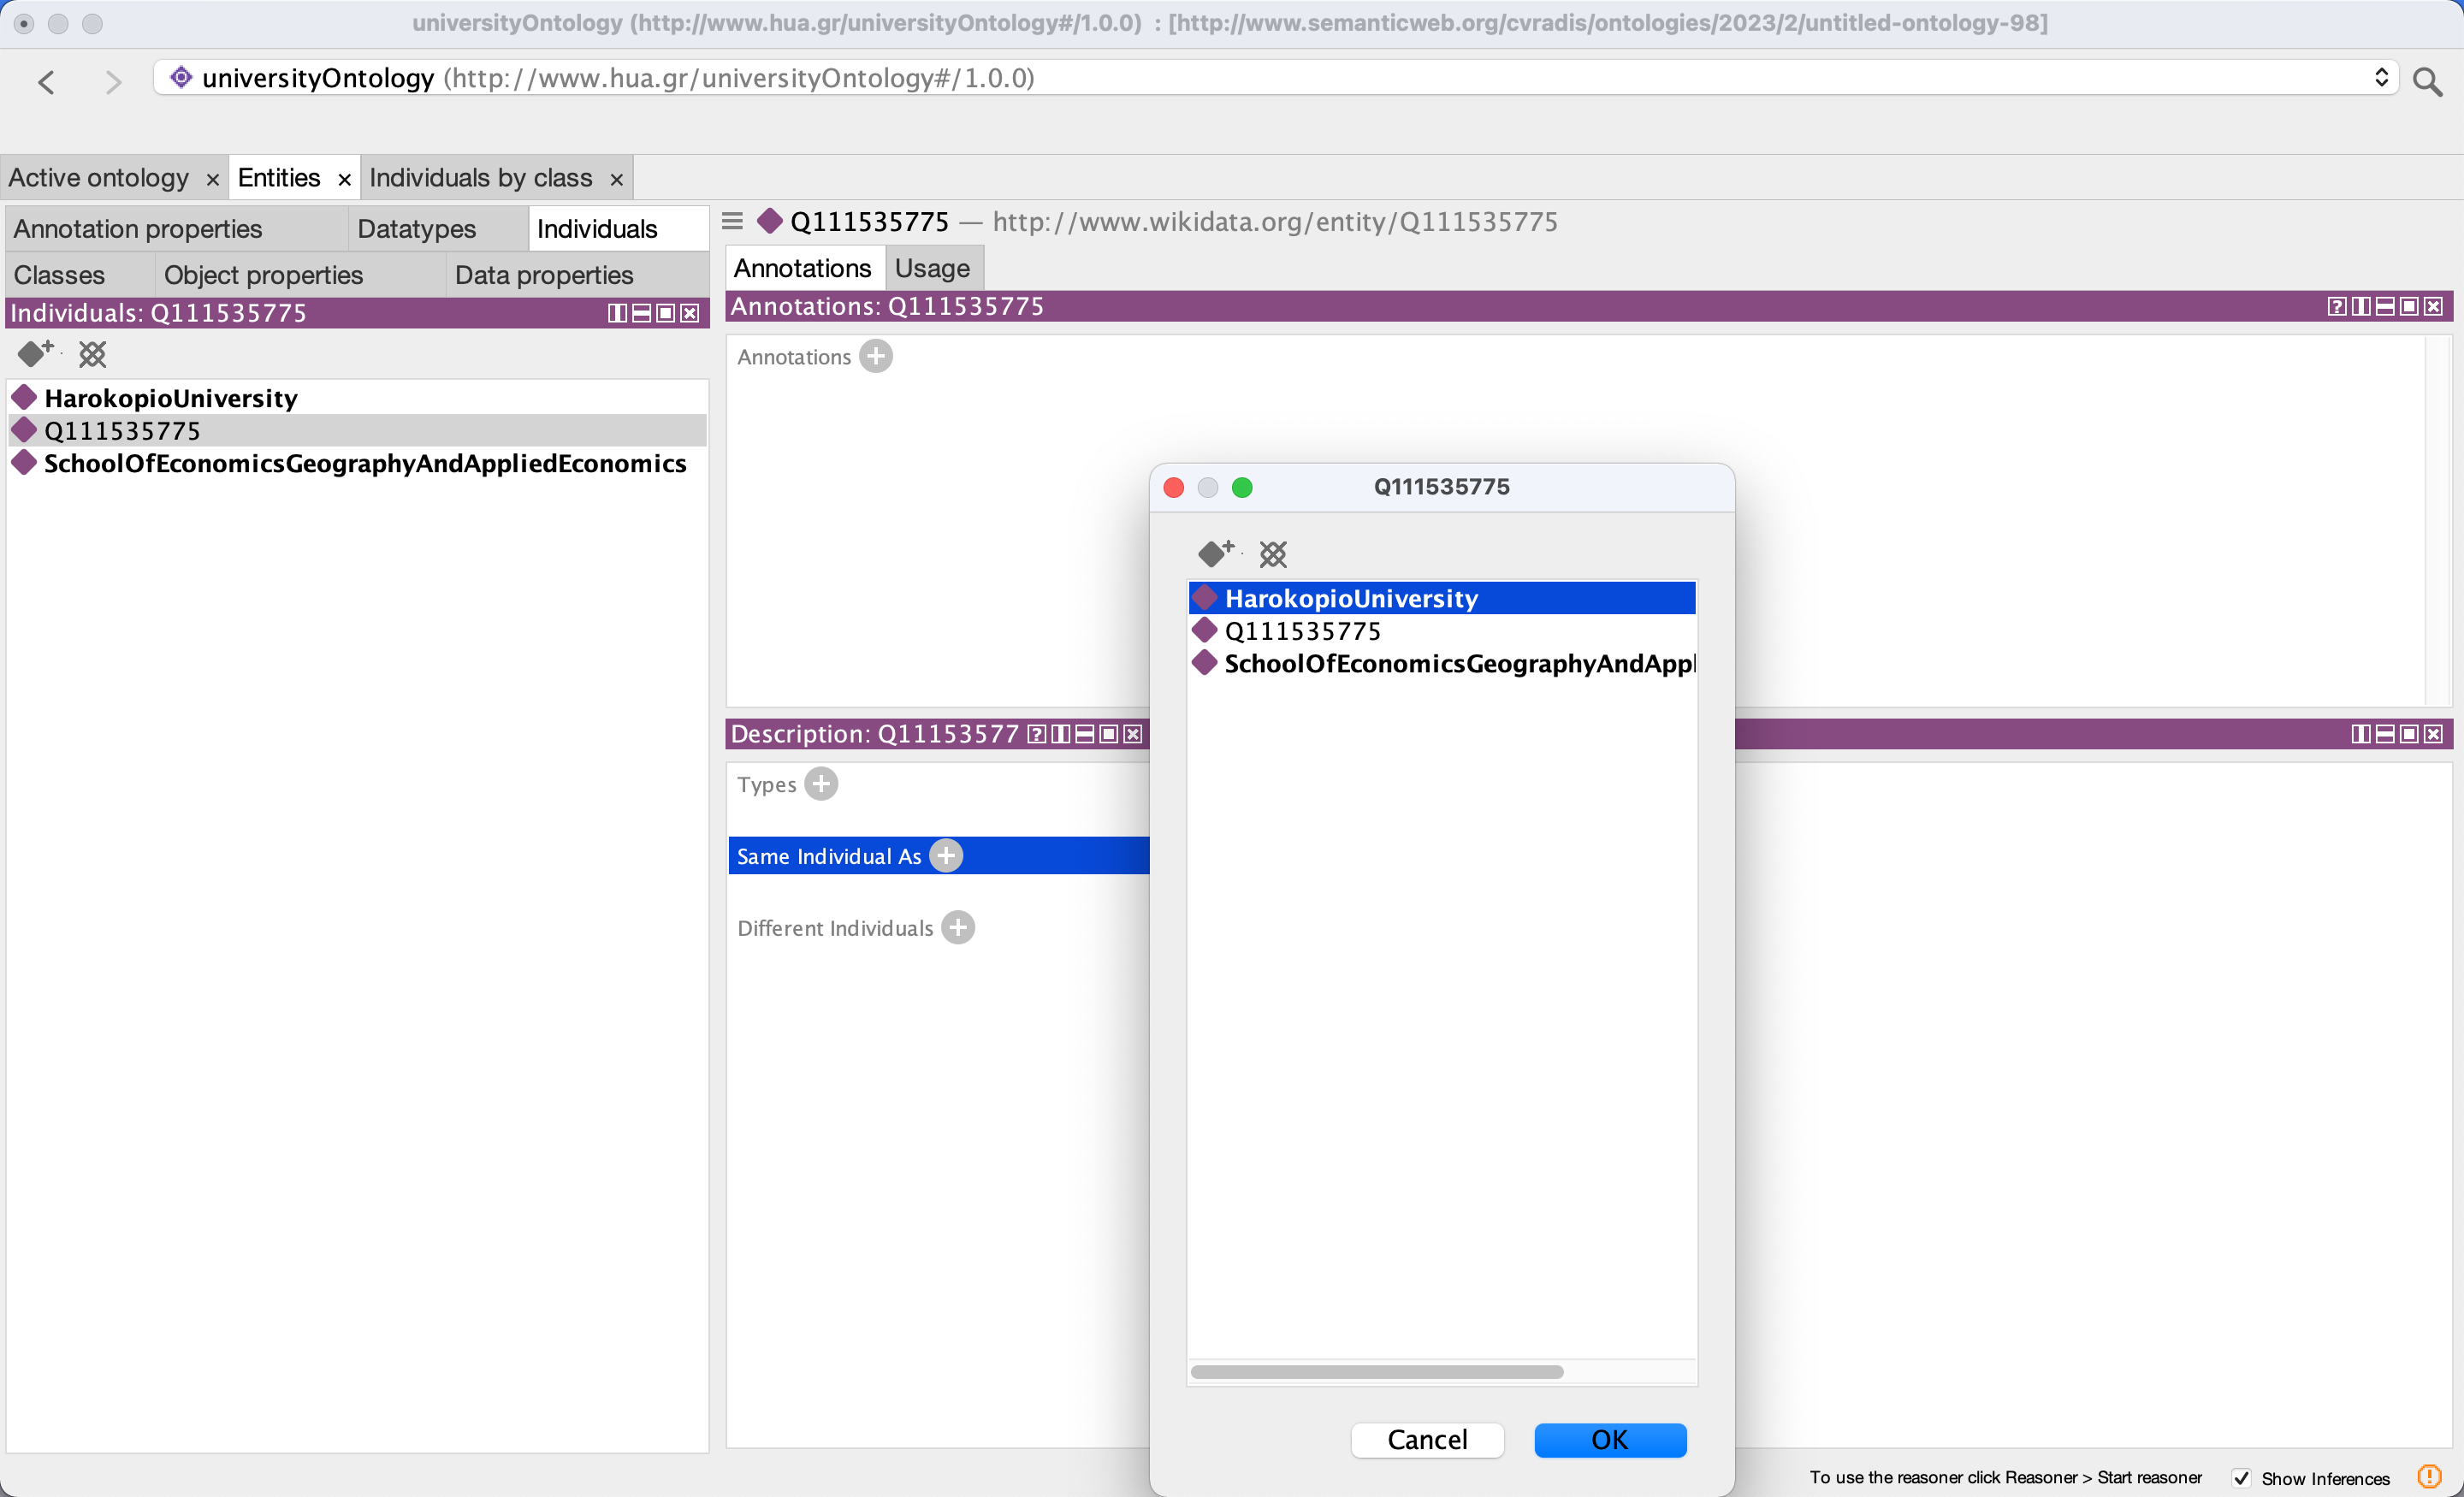 universityOntology (http://www.hua.gr/universityOntology#/1.0.0)  : [http://www.semanticweb.org/cvradis/ontologies/2023/2/untitled-ontology-98]
universityOntology (http://www.hua.gr/universityOntology#/1.0.0)
Active ontology × Entities × Individuals by class ×
Annotation properties Datatypes Individuals
Classes Object properties Data properties
Individuals: Q111535775
HarokopioUniversity
Q111535775
SchoolOfEconomicsGeographyAndAppliedEconomics
Q111535775 — http://www.wikidata.org/entity/Q111535775
Annotations Usage
Annotations: Q111535775
Annotations
Description: Q11153577
Types
Same Individual As
Different Individuals
Q111535775
HarokopioUniversity
Q111535775
SchoolOfEconomicsGeographyAndAppl
Cancel OK
To use the reasoner click Reasoner > Start reasoner Show Inferences